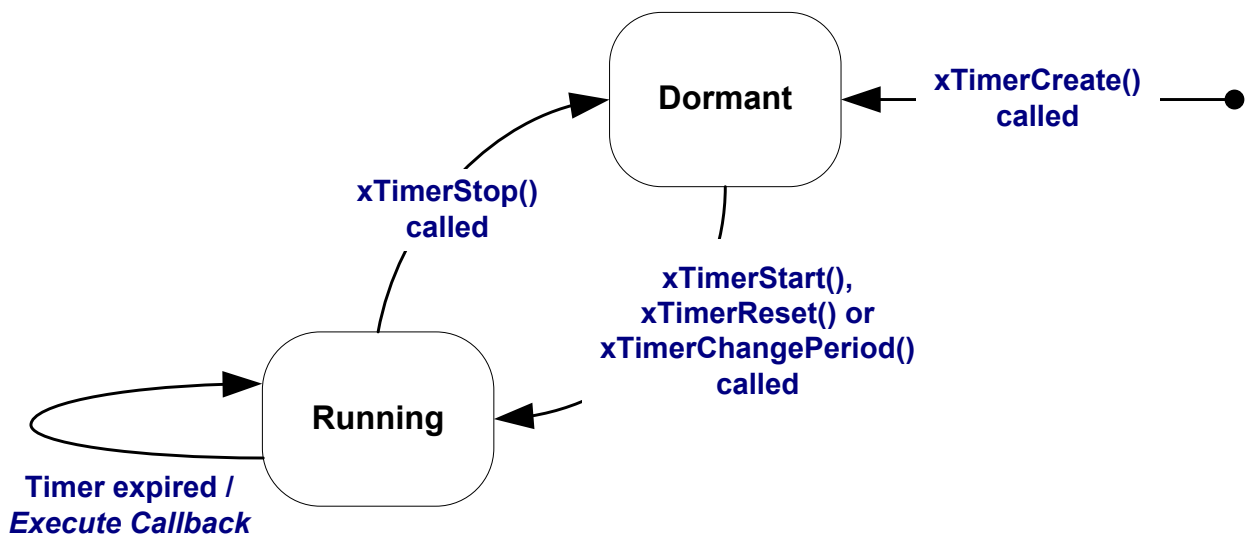 Dormant
xTimerCreate()
called
xTimerStop()
called
xTimerStart(),
xTimerReset() or
xTimerChangePeriod()
called
Running
Timer expired /
Execute Callback